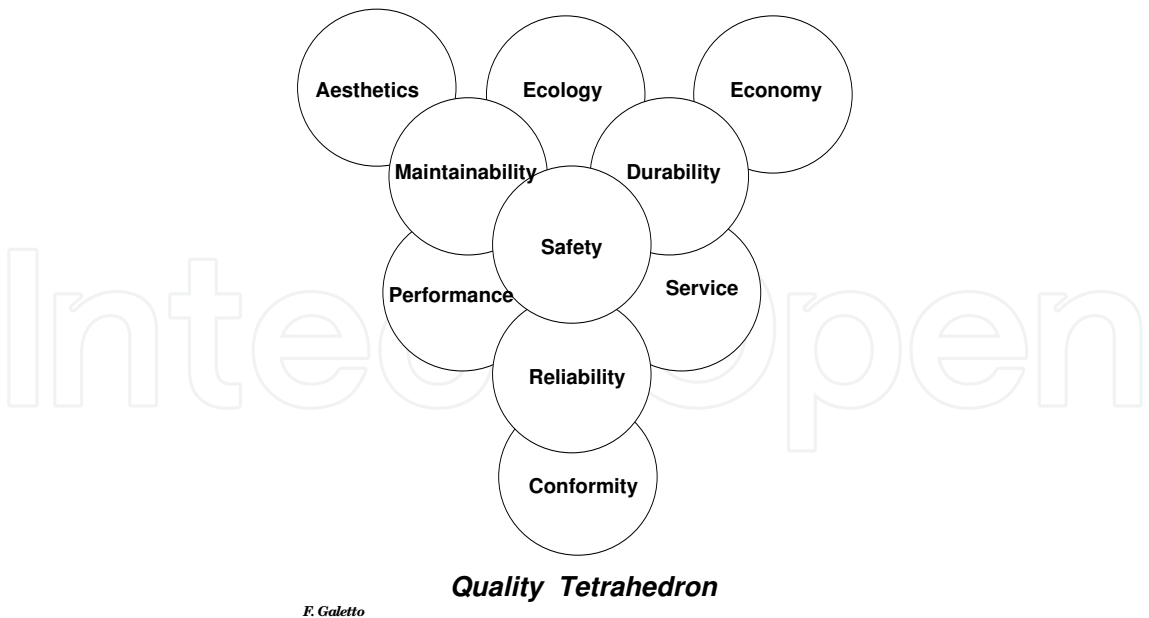 Aesthetics Ecology Economy
Maintainability Durability
Safety
Performance Service
Reliability
Conformity
Quality Tetrahedron
F. Galetto